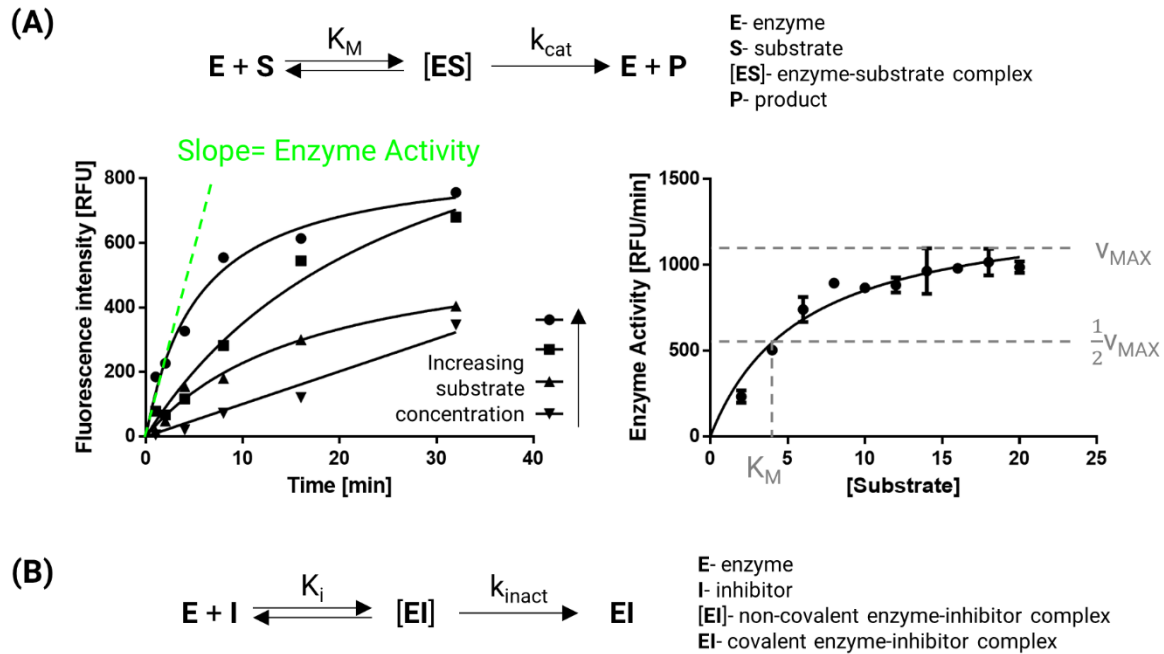 (A)
K_M
k_cat
E + S [ES] E + P
E- enzyme
S- substrate
[ES]- enzyme-substrate complex
P- product
Slope= Enzyme Activity
Fluorescence intensity [RFU]
800
600
400
200
0
0 10 20 30 40
Time [min]
Increasing
substrate
concentration
Enzyme Activity [RFU/min]
1500
1000
500
0
v_MAX
1/2 v_MAX
K_M
0 5 10 15 20 25
[Substrate]
(B)
K_i
k_inact
E + I [EI] EI
E- enzyme
I- inhibitor
[EI]- non-covalent enzyme-inhibitor complex
EI- covalent enzyme-inhibitor complex